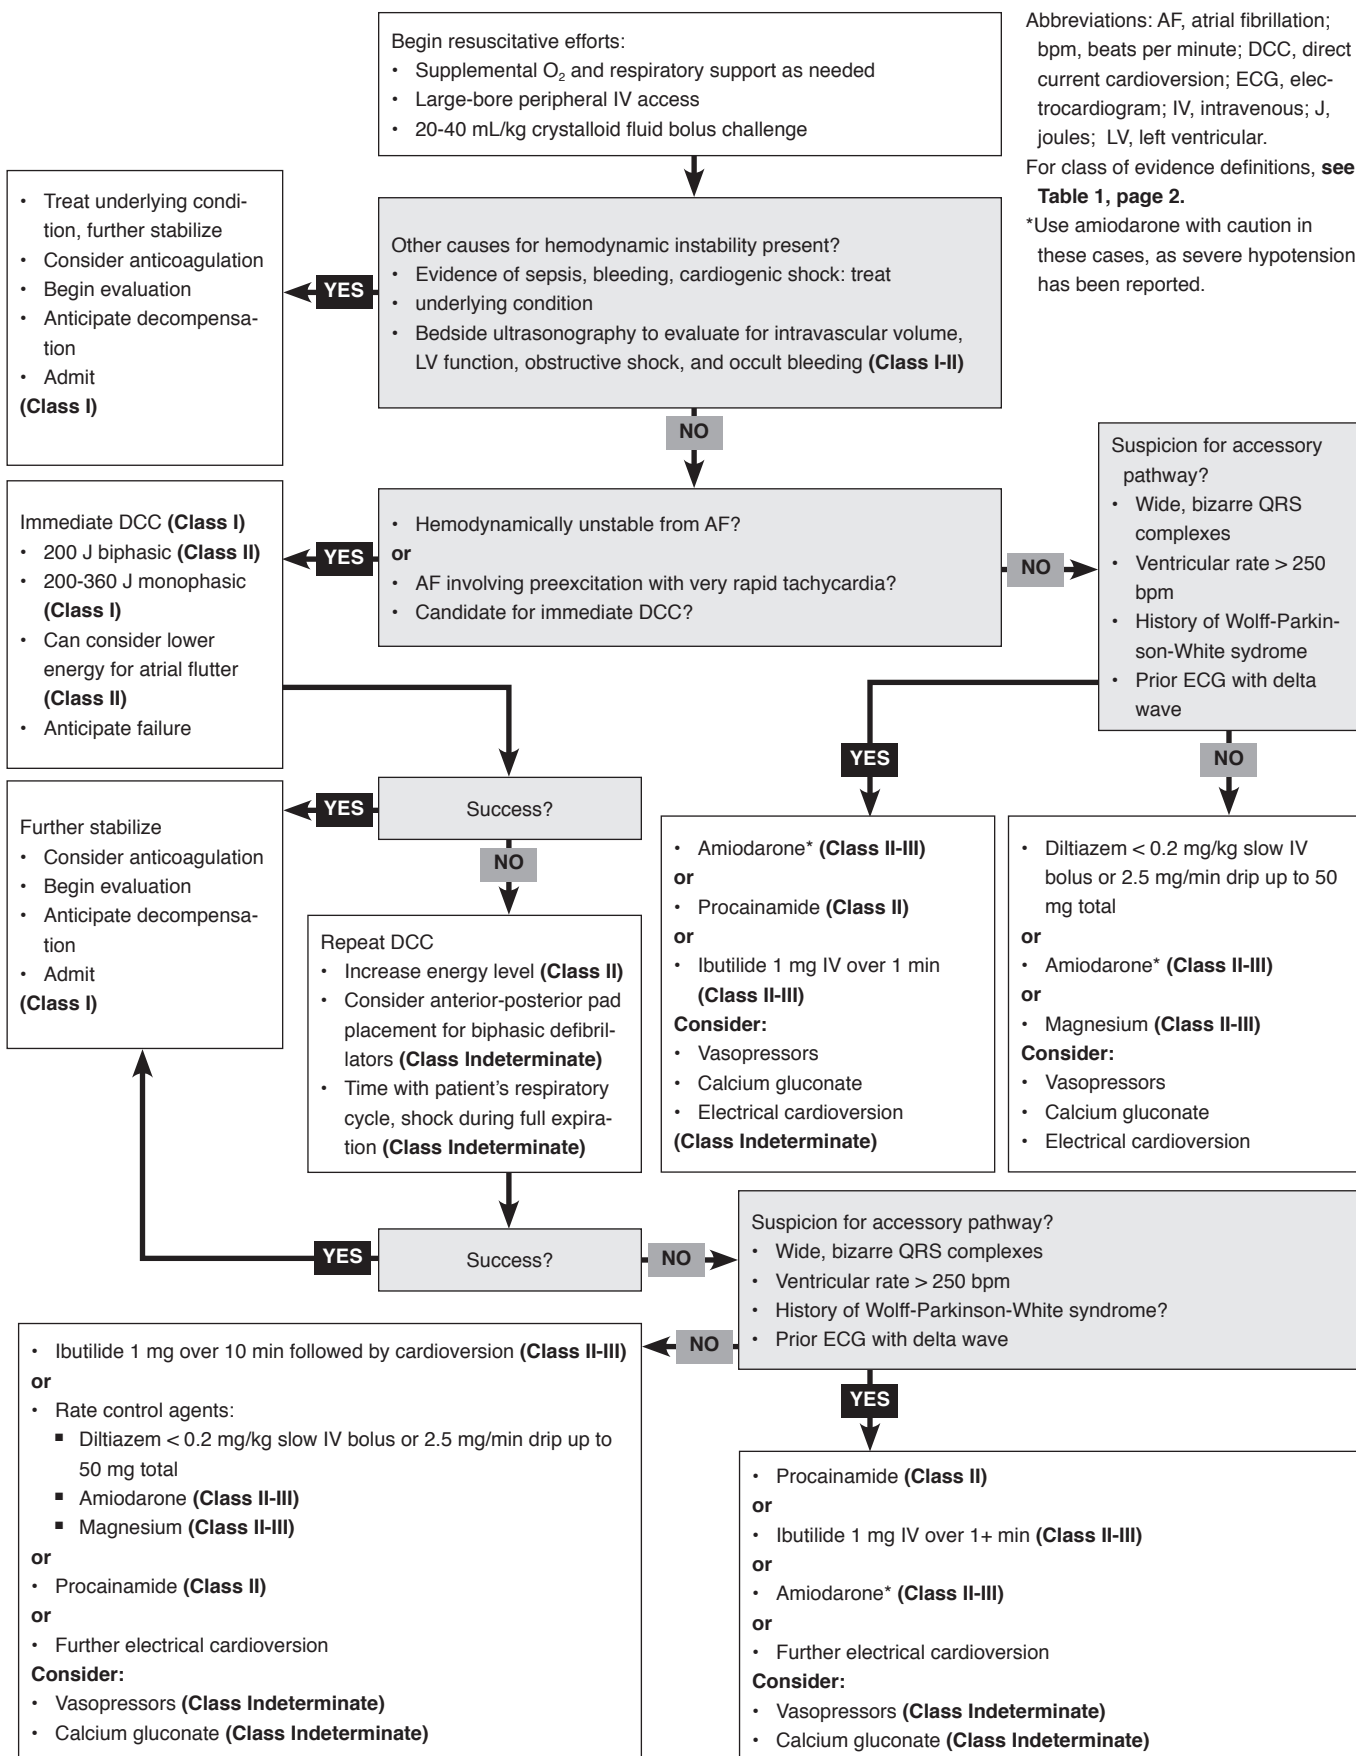 Begin resuscitative efforts:
• Supplemental O₂ and respiratory support as needed
• Large-bore peripheral IV access
• 20-40 mL/kg crystalloid fluid bolus challenge
Abbreviations: AF, atrial fibrillation;
bpm, beats per minute; DCC, direct
current cardioversion; ECG, elec-
trocardiogram; IV, intravenous; J,
joules; LV, left ventricular.
For class of evidence definitions, see
Table 1, page 2.
*Use amiodarone with caution in
these cases, as severe hypotension
has been reported.
• Treat underlying condi-
tion, further stabilize
• Consider anticoagulation
• Begin evaluation
• Anticipate decompensa-
tion
• Admit
(Class I)
YES
Other causes for hemodynamic instability present?
• Evidence of sepsis, bleeding, cardiogenic shock: treat
• underlying condition
• Bedside ultrasonography to evaluate for intravascular volume,
LV function, obstructive shock, and occult bleeding (Class I-II)
NO
Immediate DCC (Class I)
• 200 J biphasic (Class II)
• 200-360 J monophasic
(Class I)
• Can consider lower
energy for atrial flutter
(Class II)
• Anticipate failure
YES
• Hemodynamically unstable from AF?
or
• AF involving preexcitation with very rapid tachycardia?
• Candidate for immediate DCC?
NO
Suspicion for accessory
pathway?
• Wide, bizarre QRS
complexes
• Ventricular rate > 250
bpm
• History of Wolff-Parkin-
son-White sydrome
• Prior ECG with delta
wave
YES
NO
Further stabilize
• Consider anticoagulation
• Begin evaluation
• Anticipate decompensa-
tion
• Admit
(Class I)
YES
Success?
NO
Repeat DCC
• Increase energy level (Class II)
• Consider anterior-posterior pad
placement for biphasic defibril-
lators (Class Indeterminate)
• Time with patient's respiratory
cycle, shock during full expira-
tion (Class Indeterminate)
• Amiodarone* (Class II-III)
or
• Procainamide (Class II)
or
• Ibutilide 1 mg IV over 1 min
(Class II-III)
Consider:
• Vasopressors
• Calcium gluconate
• Electrical cardioversion
(Class Indeterminate)
• Diltiazem < 0.2 mg/kg slow IV
bolus or 2.5 mg/min drip up to 50
mg total
or
• Amiodarone* (Class II-III)
or
• Magnesium (Class II-III)
Consider:
• Vasopressors
• Calcium gluconate
• Electrical cardioversion
YES
Success?
NO
Suspicion for accessory pathway?
• Wide, bizarre QRS complexes
• Ventricular rate > 250 bpm
• History of Wolff-Parkinson-White syndrome?
• Prior ECG with delta wave
NO
YES
• Ibutilide 1 mg over 10 min followed by cardioversion (Class II-III)
or
• Rate control agents:
▪ Diltiazem < 0.2 mg/kg slow IV bolus or 2.5 mg/min drip up to
50 mg total
▪ Amiodarone (Class II-III)
▪ Magnesium (Class II-III)
or
• Procainamide (Class II)
or
• Further electrical cardioversion
Consider:
• Vasopressors (Class Indeterminate)
• Calcium gluconate (Class Indeterminate)
• Procainamide (Class II)
or
• Ibutilide 1 mg IV over 1+ min (Class II-III)
or
• Amiodarone* (Class II-III)
or
• Further electrical cardioversion
Consider:
• Vasopressors (Class Indeterminate)
• Calcium gluconate (Class Indeterminate)